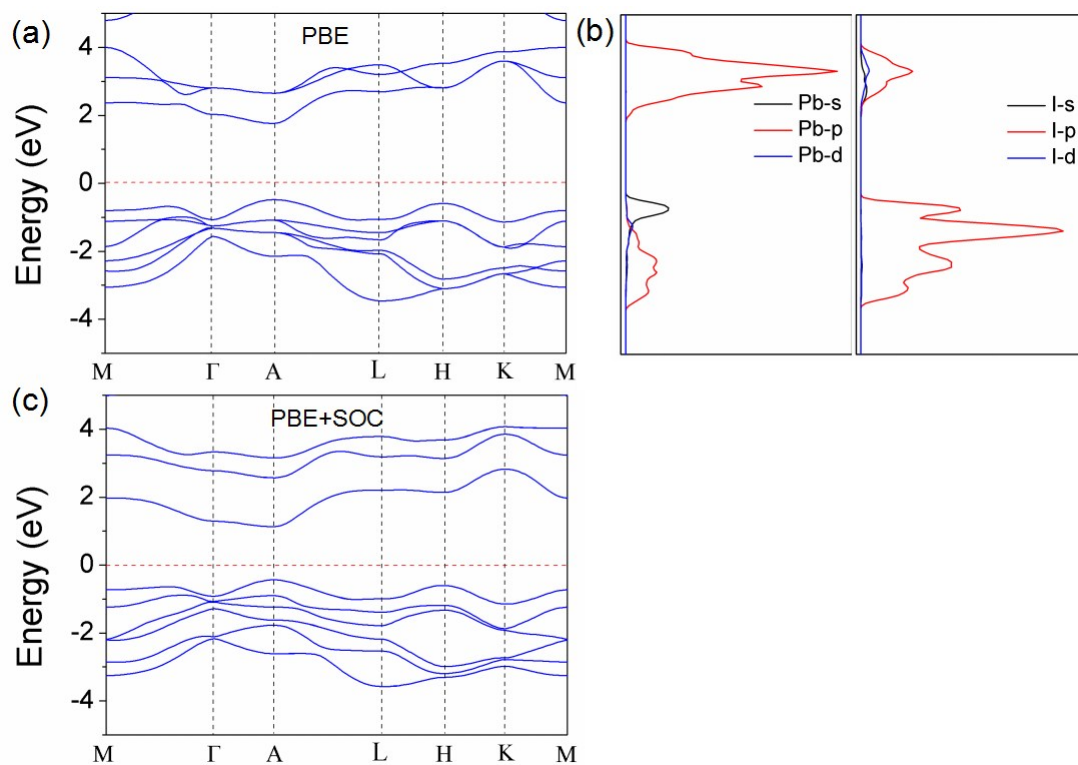 (a)
PBE
Energy (eV)
4
2
0
-2
-4
M Γ A L H K M
(b)
Pb-s
Pb-p
Pb-d
I-s
I-p
I-d
(c)
PBE+SOC
Energy (eV)
4
2
0
-2
-4
M Γ A L H K M